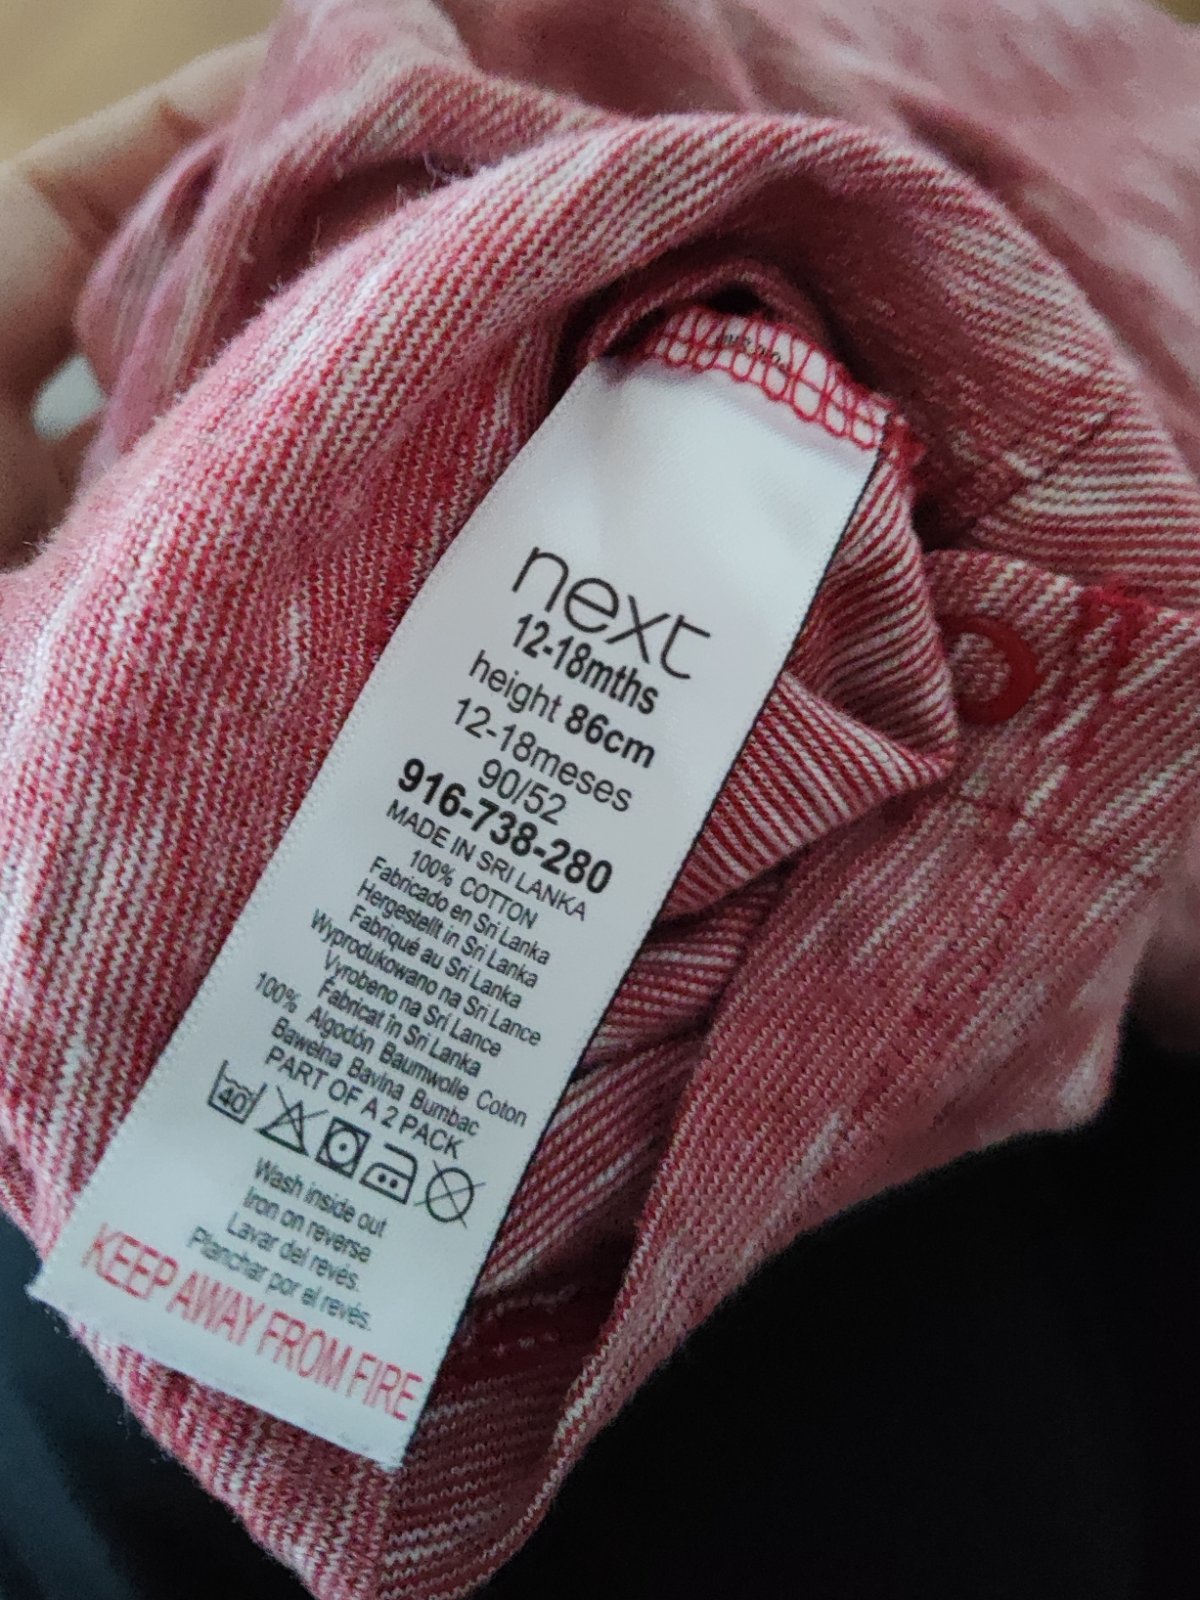 next
12-18mths
height 86cm
12-18meses
90/52
916-738-280
MADE IN SRI LANKA
100% COTTON
Fabricado en Sri Lanka
Hergestellt in Sri Lanka
Fabriqué au Sri Lanka
Wyprodukowano na Sri Lance
Vyrobeno na Sri Lance
Fabricat in Sri Lanka
100% Algodón Baumwolle Coton
Bawełna Bavlna Bumbac
PART OF A 2 PACK
40
Wash inside out
Iron on reverse
Lavar del revés.
Planchar por el revés.
KEEP AWAY FROM FIRE